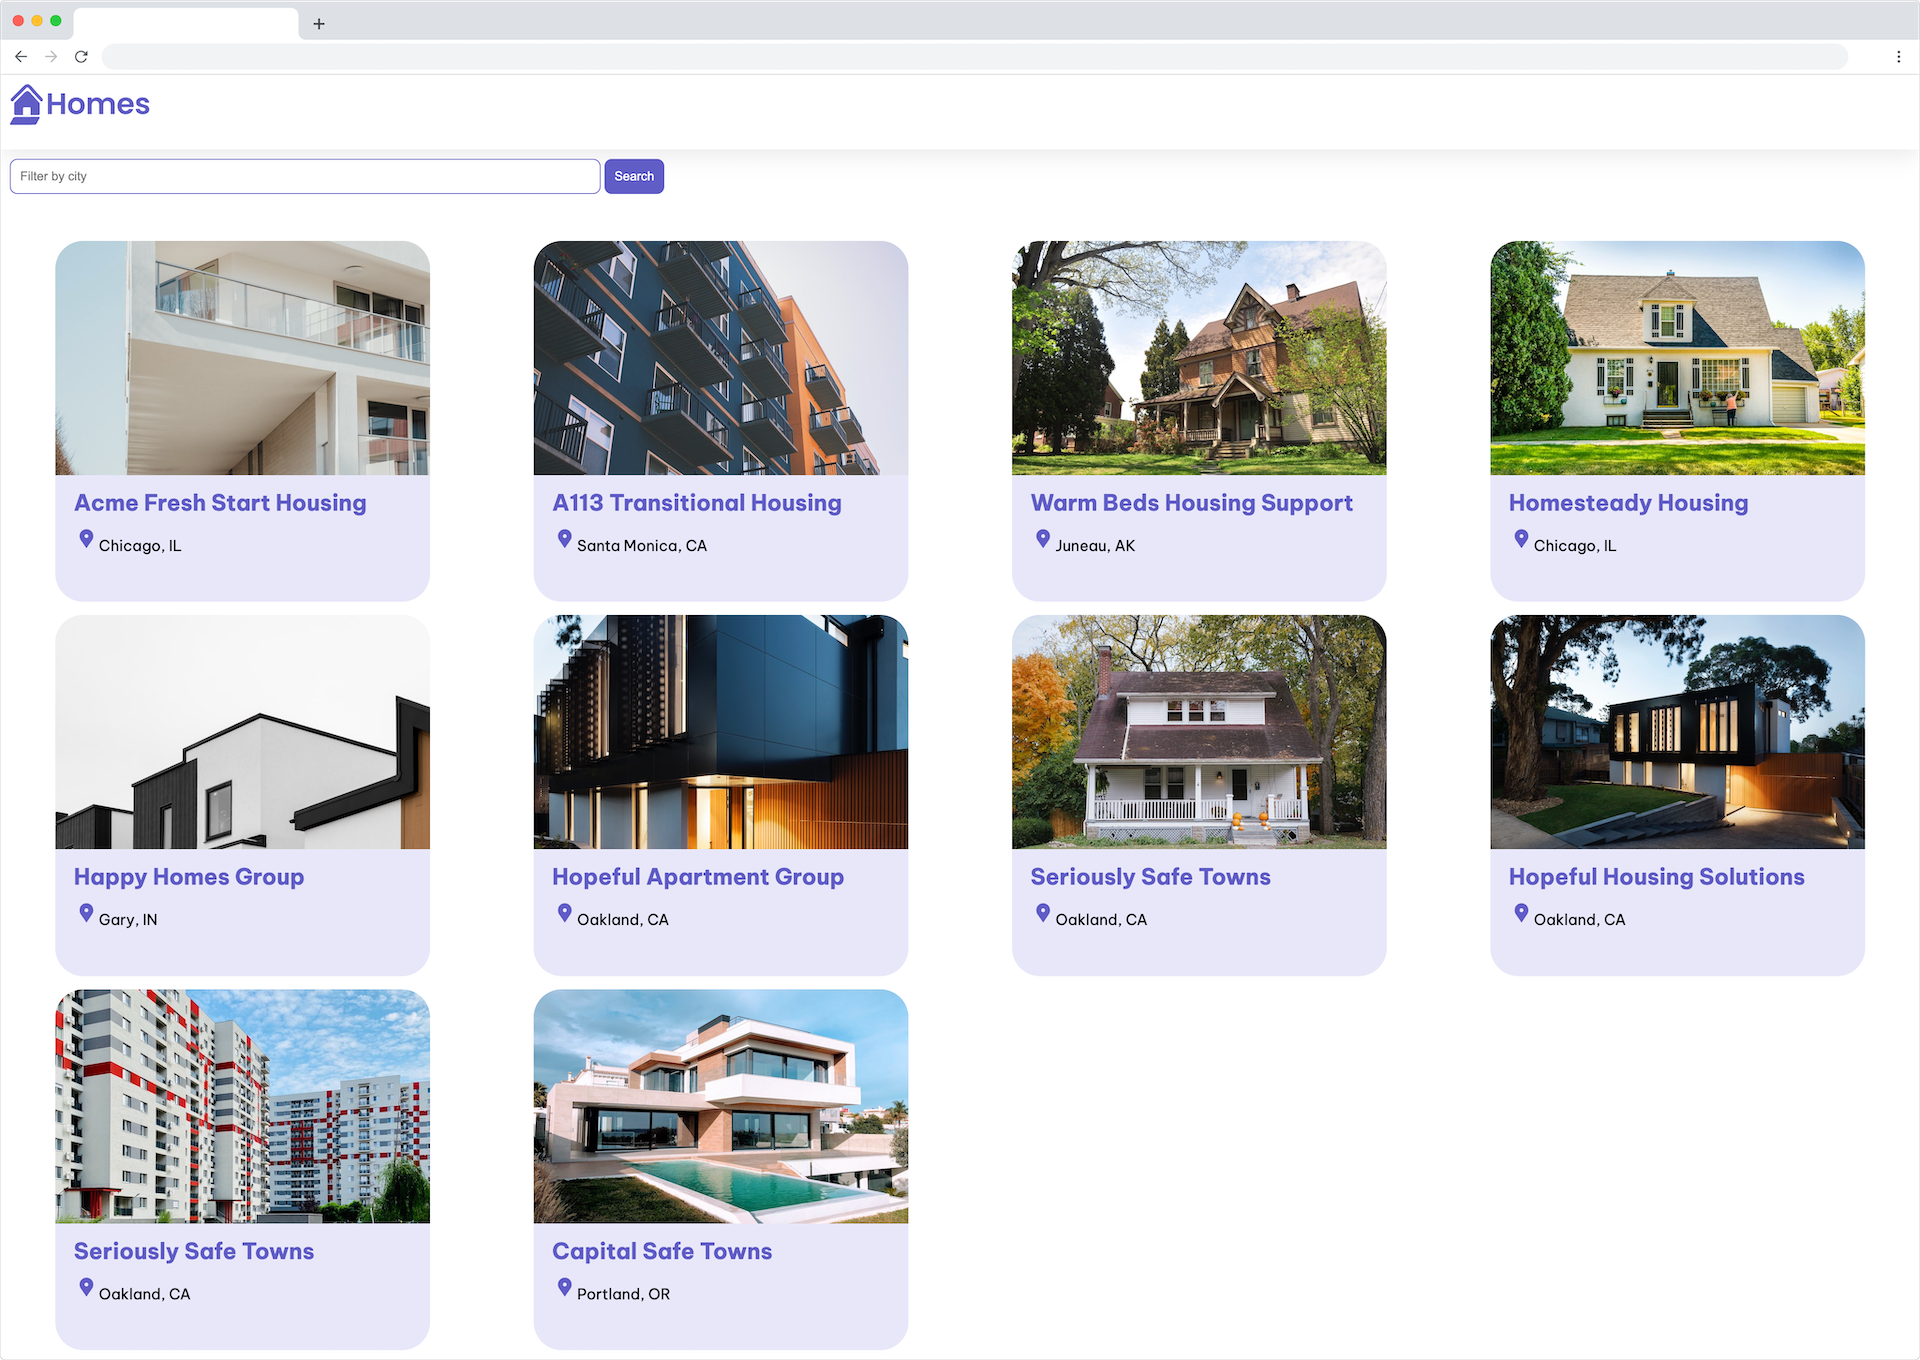 Homes
Filter by city
Search
Acme Fresh Start Housing
Chicago, IL
A113 Transitional Housing
Santa Monica, CA
Warm Beds Housing Support
Juneau, AK
Homesteady Housing
Chicago, IL
Happy Homes Group
Gary, IN
Hopeful Apartment Group
Oakland, CA
Seriously Safe Towns
Oakland, CA
Hopeful Housing Solutions
Oakland, CA
Seriously Safe Towns
Oakland, CA
Capital Safe Towns
Portland, OR